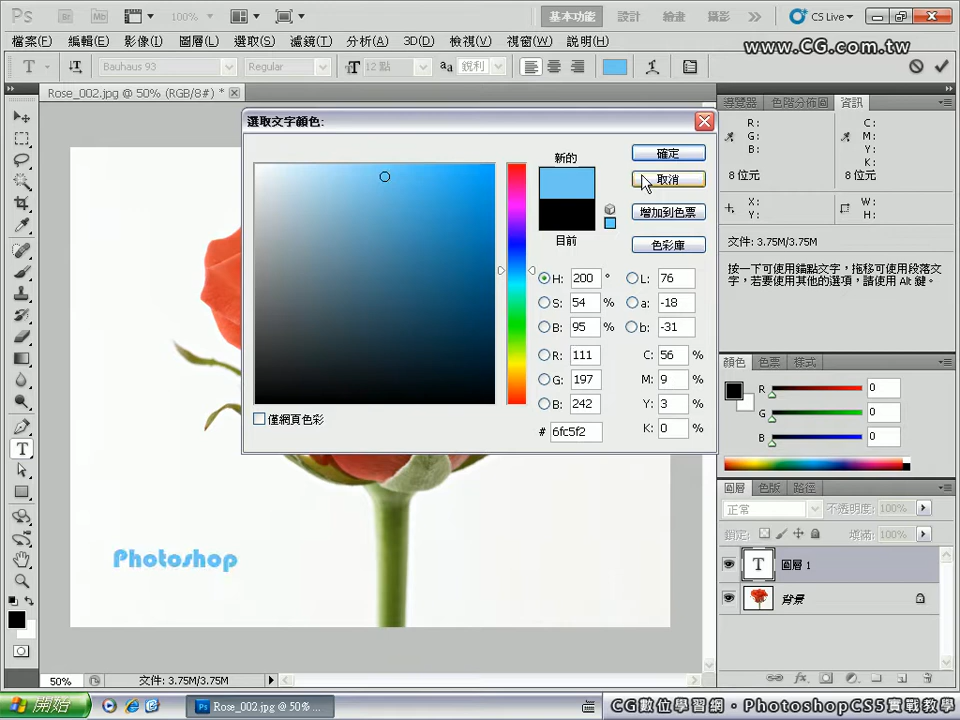 Ps Br Mb 100% 基本功能 設計 繪畫 攝影 CS Live
檔案(F) 編輯(E) 影像(I) 圖層(L) 選取(S) 濾鏡(T) 分析(A) 3D(D) 檢視(V) 視窗(W) 說明(H)
www.CG.com.tw
T Bauhaus 93 Regular 12 點 aa 銳利
Rose_002.jpg @ 50% (RGB/8#) *
選取文字顏色:
新的
目前
確定
取消
增加到色票
色彩庫
H: 200 °
S: 54 %
B: 95 %
R: 111
G: 197
B: 242
# 6fc5f2
L: 76
a: -18
b: -31
C: 56 %
M: 9 %
Y: 3 %
K: 0 %
僅網頁色彩
Photoshop
導覽器 色階分佈圖 資訊
R:
G:
B:
8 位元
C:
M:
Y:
K:
8 位元
X:
Y:
W:
H:
文件: 3.75M/3.75M
按一下可使用錨點文字，拖移可使用段落文
字，若要使用其他的選項，請使用 Alt 鍵。
顏色 色票 樣式
R 0
G 0
B 0
圖層 色版 路徑
正常 不透明度: 100%
鎖定: 填滿: 100%
T 圖層 1
背景
50% 文件: 3.75M/3.75M
開始 Rose_002.jpg @ 50%...
CG數位學習網・PhotoshopCS5實戰教學